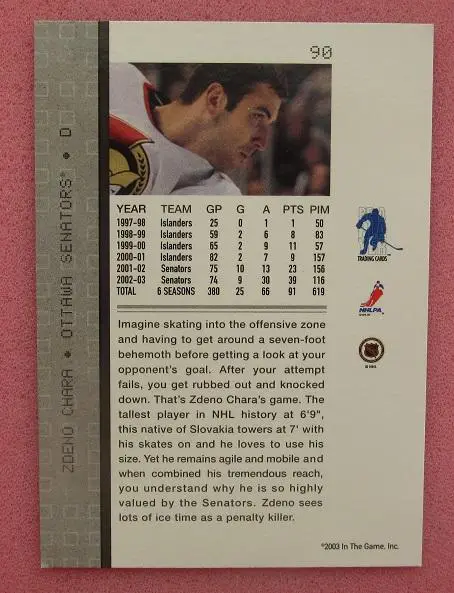 90
ZDENO CHARA • OTTAWA SENATORS® • D
YEAR TEAM GP G A PTS PIM
1997-98 Islanders 25 0 1 1 50
1998-99 Islanders 59 2 6 8 83
1999-00 Islanders 65 2 9 11 57
2000-01 Islanders 82 2 7 9 157
2001-02 Senators 75 10 13 23 156
2002-03 Senators 74 9 30 39 116
TOTAL 6 SEASONS 380 25 66 91 619
Imagine skating into the offensive zone
and having to get around a seven-foot
behemoth before getting a look at your
opponent's goal. After your attempt
fails, you get rubbed out and knocked
down. That's Zdeno Chara's game. The
tallest player in NHL history at 6'9",
this native of Slovakia towers at 7' with
his skates on and he loves to use his
size. Yet he remains agile and mobile and
when combined his tremendous reach,
you understand why he is so highly
valued by the Senators. Zdeno sees
lots of ice time as a penalty killer.
TRADING CARDS
NHLPA
©2003 In The Game, Inc.